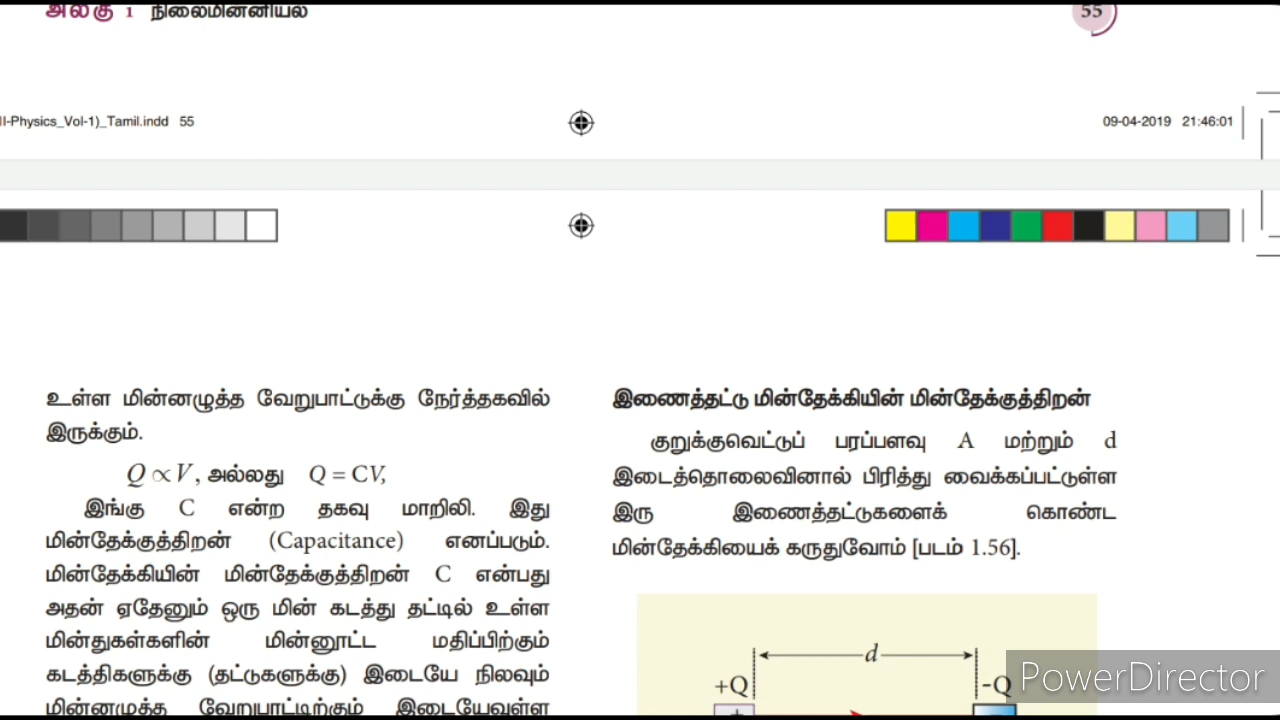 அலகு 1 நிலைமின்னியல்
55
II-Physics_Vol-1)_Tamil.indd 55
09-04-2019 21:46:01
உள்ள மின்னழுத்த வேறுபாட்டுக்கு நேர்த்தகவில்
இருக்கும்.
Q ∝ V, அல்லது Q = CV,
இங்கு C என்ற தகவு மாறிலி. இது
மின்தேக்குத்திறன் (Capacitance) எனப்படும்.
மின்தேக்கியின் மின்தேக்குத்திறன் C என்பது
அதன் ஏதேனும் ஒரு மின் கடத்து தட்டில் உள்ள
மின்துகள்களின் மின்னூட்ட மதிப்பிற்கும்
கடத்திகளுக்கு (தட்டுகளுக்கு) இடையே நிலவும்
மின்னழுத்த வேறுபாட்டிற்கும் இடையேயுள்ள
இணைத்தட்டு மின்தேக்கியின் மின்தேக்குத்திறன்
குறுக்குவெட்டுப் பரப்பளவு A மற்றும் d
இடைத்தொலைவினால் பிரித்து வைக்கப்பட்டுள்ள
இரு இணைத்தட்டுகளைக் கொண்ட
மின்தேக்கியைக் கருதுவோம் [படம் 1.56].
d
+Q
-Q
+
PowerDirector